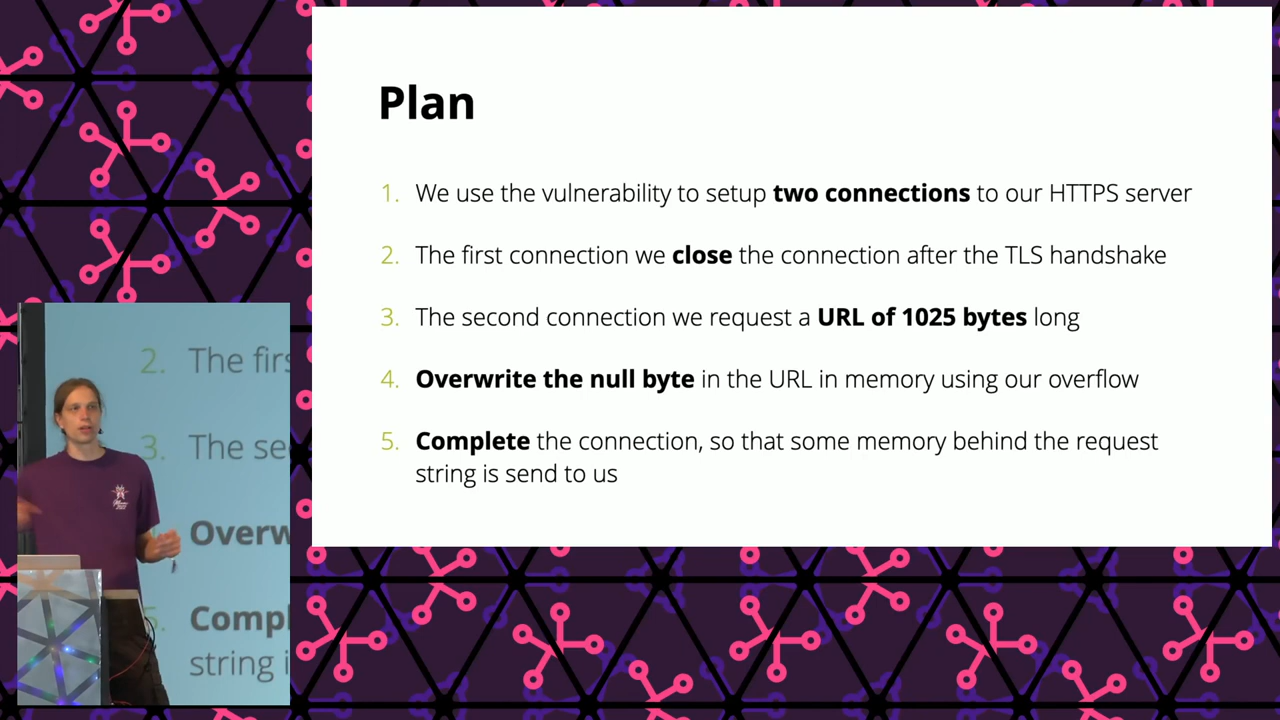 Plan
1. We use the vulnerability to setup two connections to our HTTPS server
2. The first connection we close the connection after the TLS handshake
3. The second connection we request a URL of 1025 bytes long
4. Overwrite the null byte in the URL in memory using our overflow
5. Complete the connection, so that some memory behind the request
string is send to us
2. The firs
3. The se
Overw
5. Compl
string i